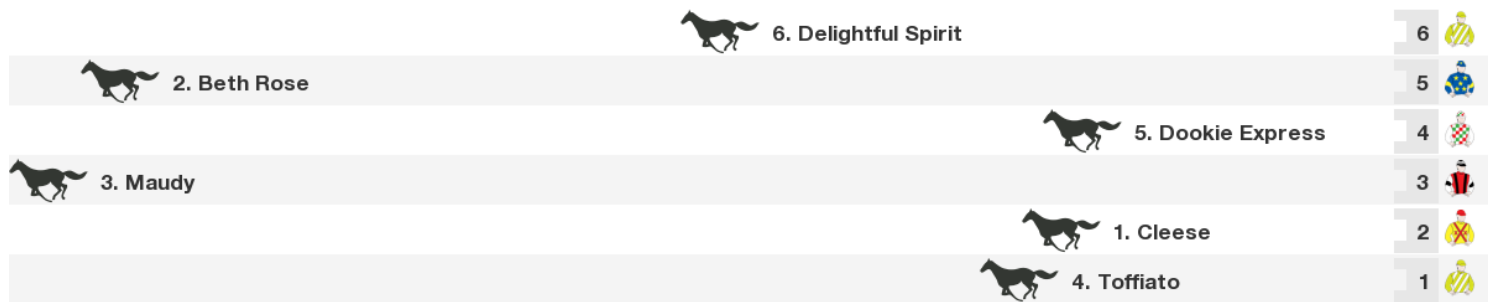 6. Delightful Spirit 6
2. Beth Rose 5
5. Dookie Express 4
3. Maudy 3
1. Cleese 2
4. Toffiato 1